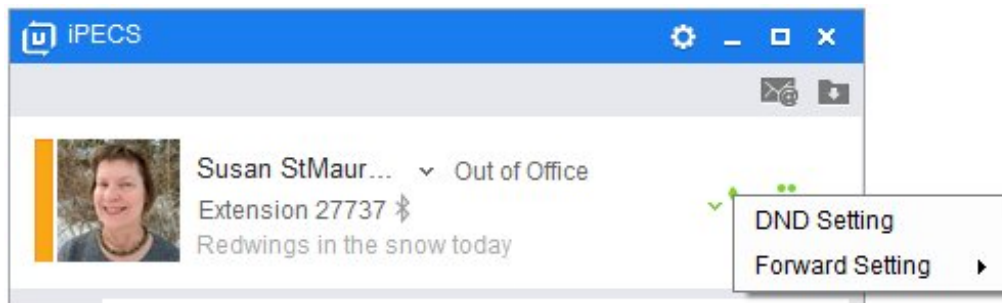 iPECS
Susan StMaur... Out of Office
Extension 27737
Redwings in the snow today
DND Setting
Forward Setting